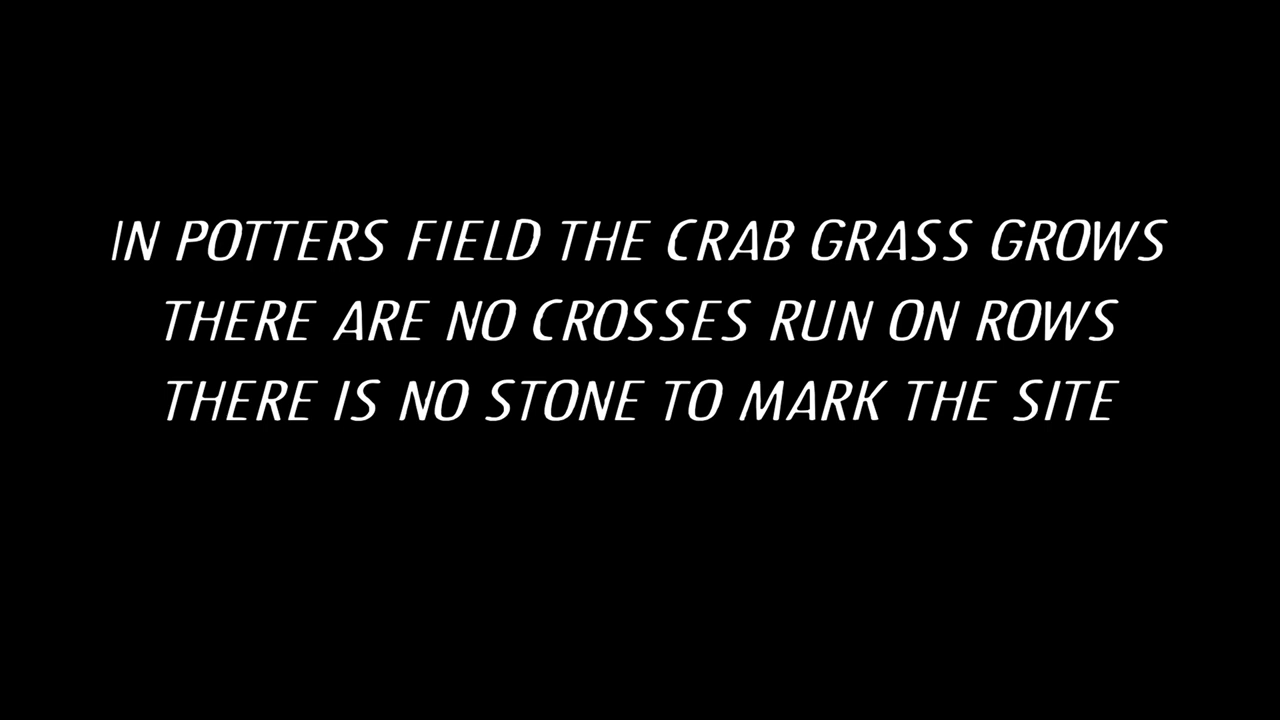 IN POTTERS FIELD THE CRAB GRASS GROWS
THERE ARE NO CROSSES RUN ON ROWS
THERE IS NO STONE TO MARK THE SITE